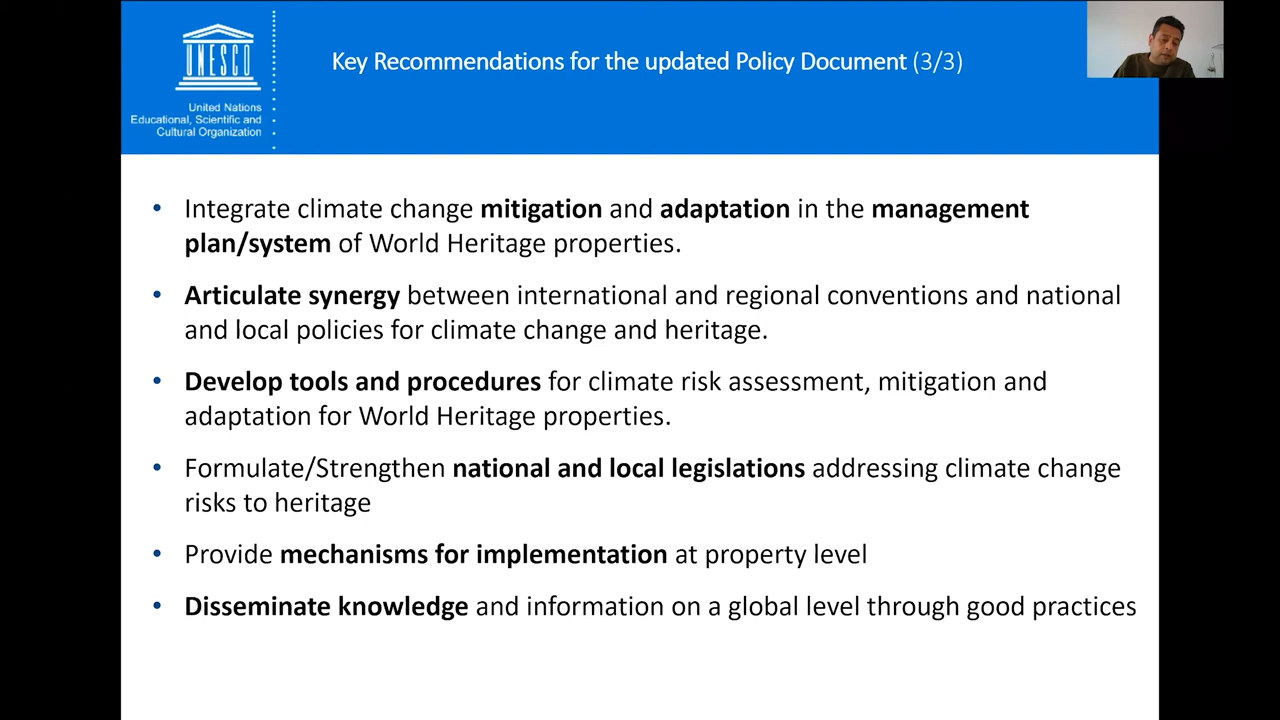 UNESCO
United Nations
Educational, Scientific and
Cultural Organization
Key Recommendations for the updated Policy Document (3/3)
• Integrate climate change mitigation and adaptation in the management
plan/system of World Heritage properties.
• Articulate synergy between international and regional conventions and national
and local policies for climate change and heritage.
• Develop tools and procedures for climate risk assessment, mitigation and
adaptation for World Heritage properties.
• Formulate/Strengthen national and local legislations addressing climate change
risks to heritage
• Provide mechanisms for implementation at property level
• Disseminate knowledge and information on a global level through good practices